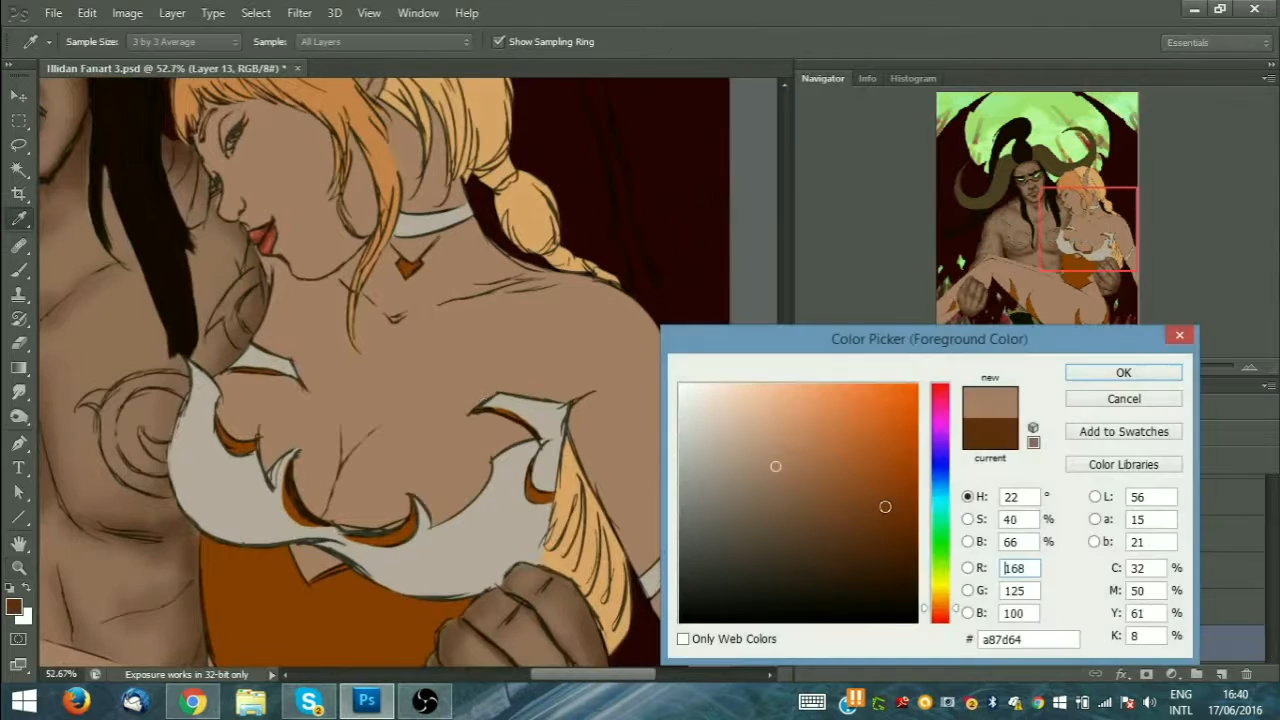 Ps File Edit Image Layer Type Select Filter 3D View Window Help
Sample Size: 3 by 3 Average Sample: All Layers Show Sampling Ring Essentials
Illidan Fanart 3.psd @ 52.7% (Layer 13, RGB/8#) * ×
Navigator Info Histogram
Color Picker (Foreground Color)
new
current
OK
Cancel
Add to Swatches
Color Libraries
H: 22 ° L: 56
S: 40 % a: 15
B: 66 % b: 21
R: 168 C: 32 %
G: 125 M: 50 %
B: 100 Y: 61 %
# a87d64 K: 8 %
Only Web Colors
52.67% Exposure works in 32-bit only
fx
Ps
ENG 16:40
INTL 17/06/2016